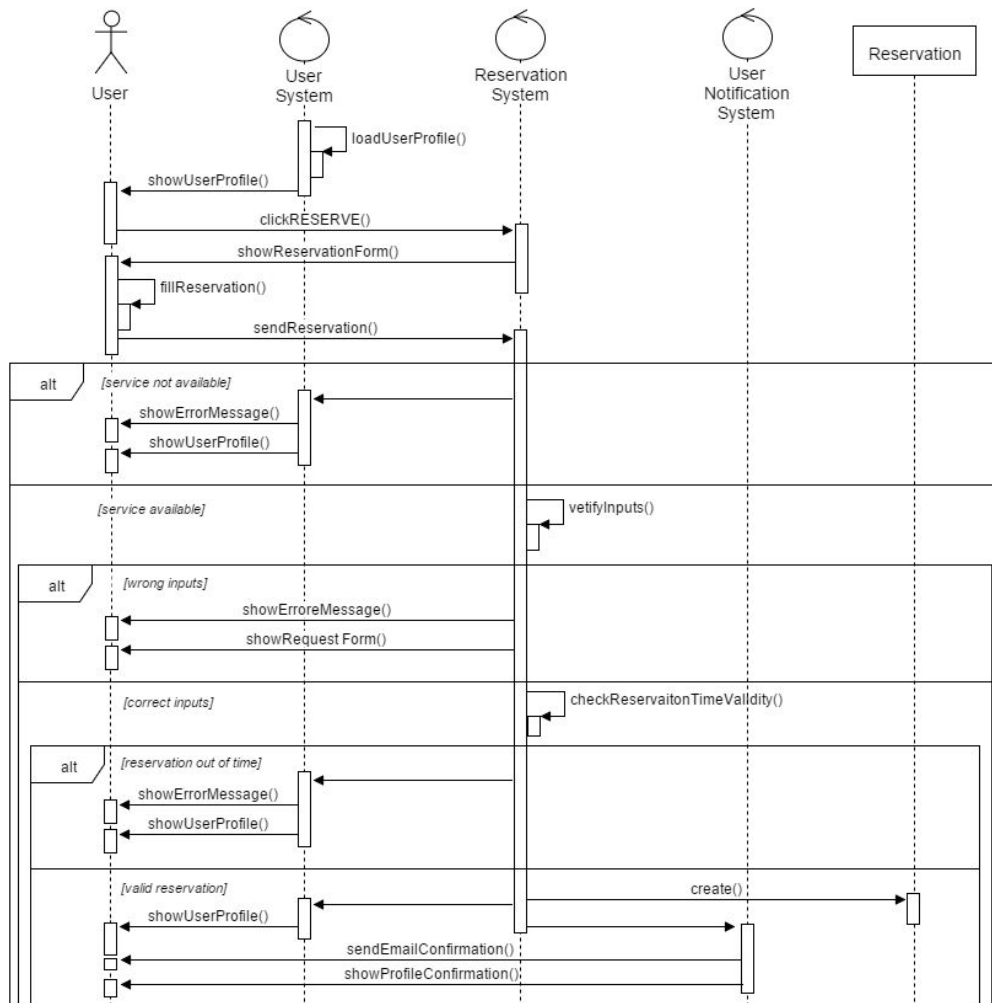 User
User
System
Reservation
System
User
Notification
System
Reservation
loadUserProfile()
showUserProfile()
clickRESERVE()
showReservationForm()
fillReservation()
sendReservation()
alt
[service not available]
showErrorMessage()
showUserProfile()
[service available]
vetifyInputs()
alt
[wrong inputs]
showErroreMessage()
showRequest Form()
[correct inputs]
checkReservaitonTimeValidity()
alt
[reservation out of time]
showErrorMessage()
showUserProfile()
[valid reservation]
create()
showUserProfile()
sendEmailConfirmation()
showProfileConfirmation()